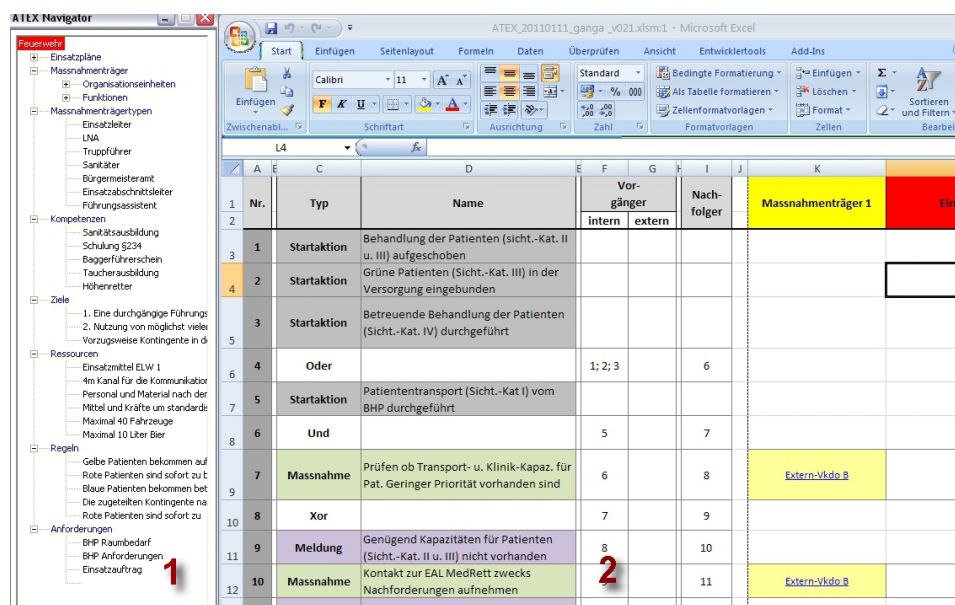 ATEX Navigator
Feuerwehr
Einsatzpläne
Massnahmenträger
Organisationseinheiten
Funktionen
Massnahmenträgertypen
Einsatzleiter
LNA
Truppführer
Sanitäter
Bürgermeisteramt
Einsatzabschnittsleiter
Führungsassistent
Kompetenzen
Sanitätsausbildung
Schulung §234
Baggerführerschein
Taucherausbildung
Höhenretter
Ziele
1. Eine durchgängige Führungs
2. Nutzung von möglichst vieler
Vorzugsweise Kontingente in d
Ressourcen
Einsatzmittel ELW 1
4m Kanal für die Kommunikation
Personal und Material nach der
Mittel und Kräfte um standardis
Maximal 40 Fahrzeuge
Maximal 10 Liter Bier
Regeln
Gelbe Patienten bekommen auf
Rote Patienten sind sofort zu b
Blaue Patienten bekommen bet
Die zugeteilten Kontingente na
Rote Patienten sind sofort zu
Anforderungen
BHP Raumbedarf
BHP Anforderungen
Einsatzauftrag
1
ATEX_20110111_ganga _v021.xlsm:1 - Microsoft Excel
Start Einfügen Seitenlayout Formeln Daten Überprüfen Ansicht Entwicklertools Add-Ins
Calibri 11 Standard Bedingte Formatierung Einfügen
Einfügen F K U % 000 Als Tabelle formatieren Löschen Sortieren
Zellenformatvorlagen Format und Filtern
Zwischenabl... Schriftart Ausrichtung Zahl Formatvorlagen Zellen Bearbei
L4 fx
A C D E F G H I J K
1 Nr. Typ Name Vor-gänger Nach-folger Massnahmenträger 1 Ein
2 intern extern
3 1 Startaktion Behandlung der Patienten (sicht.-Kat. II
u. III) aufgeschoben
4 2 Startaktion Grüne Patienten (Sicht.-Kat. III) in der
Versorgung eingebunden
5 3 Startaktion Betreuende Behandlung der Patienten
(Sicht.-Kat. IV) durchgeführt
6 4 Oder 1; 2; 3 6
7 5 Startaktion Patiententransport (Sicht.-Kat I) vom
BHP durchgeführt
8 6 Und 5 7
9 7 Massnahme Prüfen ob Transport- u. Klinik-Kapaz. für 6 8 Extern-Vkdo B
Pat. Geringer Priorität vorhanden sind
10 8 Xor 7 9
11 9 Meldung Genügend Kapazitäten für Patienten 8 10
(Sicht.-Kat. II u. III) nicht vorhanden
12 10 Massnahme Kontakt zur EAL MedRett zwecks 11 Extern-Vkdo B
Nachforderungen aufnehmen
2